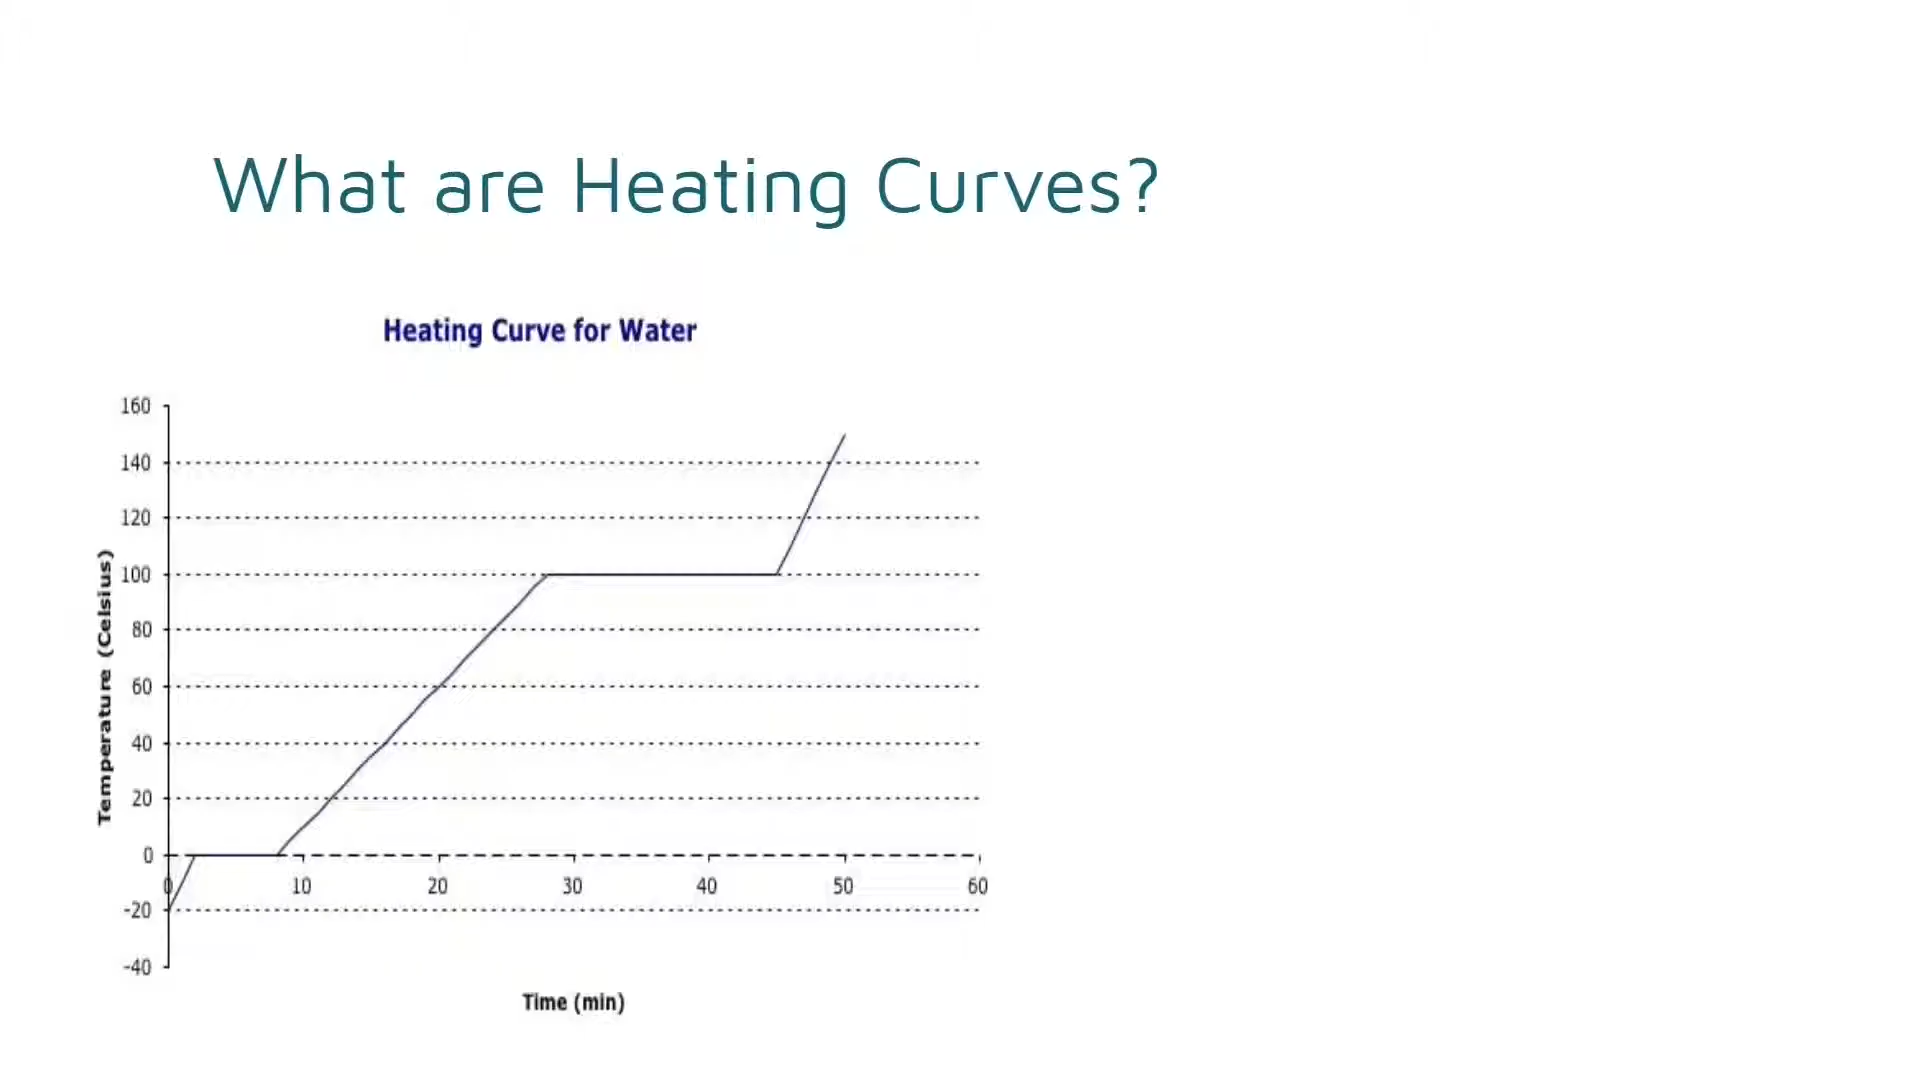 What are Heating Curves?
Heating Curve for Water
160
140
120
100
80
60
40
20
0
-20
-40
Temperature (Celsius)
0 10 20 30 40 50 60
Time (min)